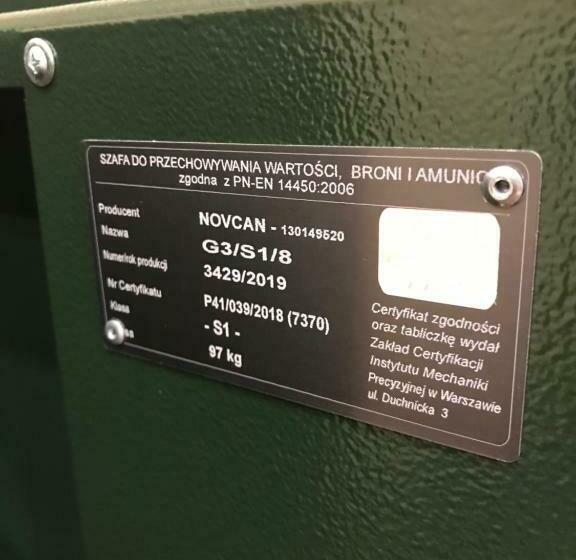 SZAFA DO PRZECHOWYWANIA WARTOŚCI, BRONI I AMUNIC
zgodna z PN-EN 14450:2006
Producent NOVCAN - 130149520
Nazwa G3/S1/8
Numer/rok produkcji 3429/2019
Nr Certyfikatu P41/039/2018 (7370)
Klasa - S1 -
sa 97 kg
Certyfikat zgodności
oraz tabliczkę wydał
Zakład Certyfikacji
Instytutu Mechaniki
Precyzyjnej w Warszawie
ul. Duchnicka 3